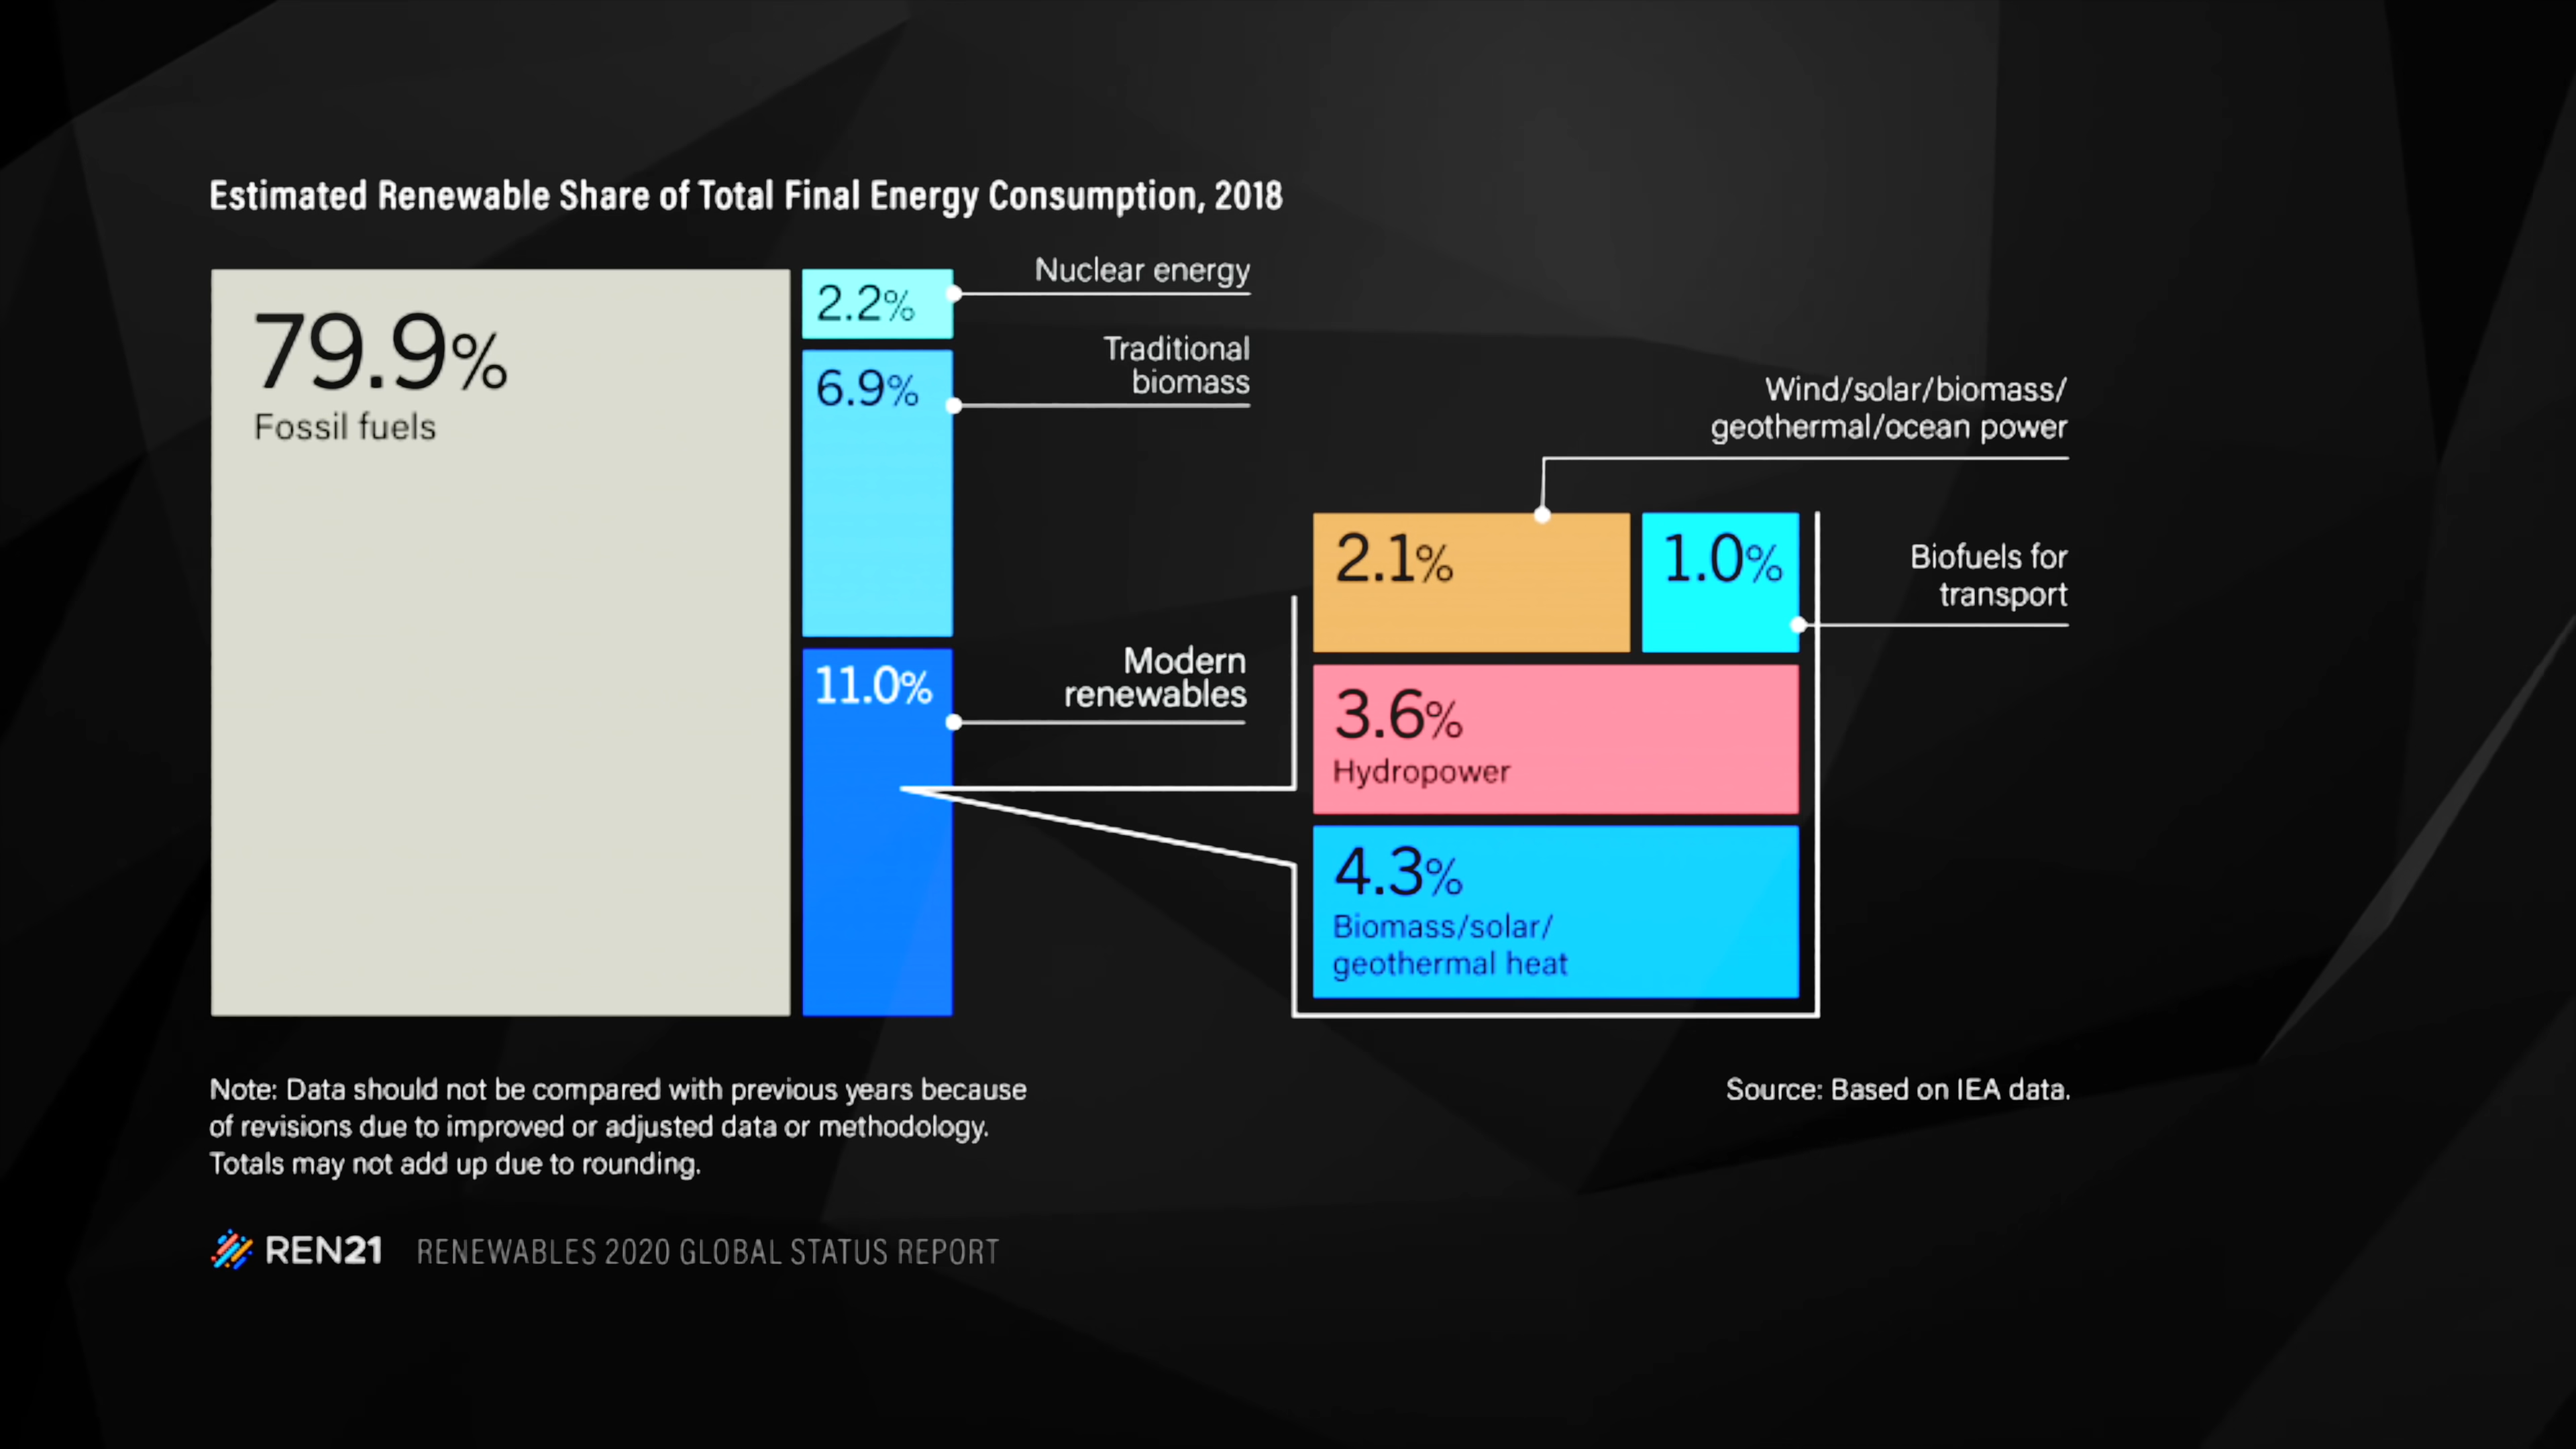 Estimated Renewable Share of Total Final Energy Consumption, 2018
79.9%
Fossil fuels
2.2%
Nuclear energy
6.9%
Traditional
biomass
11.0%
Modern
renewables
Wind/solar/biomass/
geothermal/ocean power
2.1%
1.0%
Biofuels for
transport
3.6%
Hydropower
4.3%
Biomass/solar/
geothermal heat
Note: Data should not be compared with previous years because
of revisions due to improved or adjusted data or methodology.
Totals may not add up due to rounding.
Source: Based on IEA data.
REN21 RENEWABLES 2020 GLOBAL STATUS REPORT